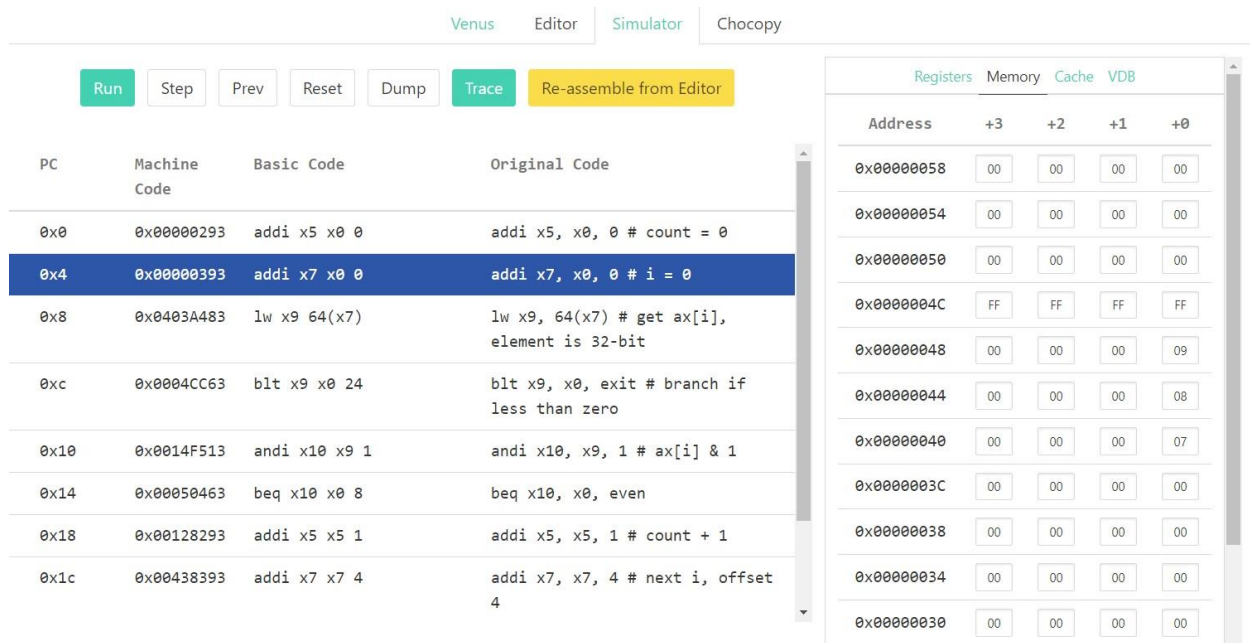 Venus Editor Simulator Chocopy
Run Step Prev Reset Dump Trace Re-assemble from Editor
PC Machine Code Basic Code Original Code
0x0 0x00000293 addi x5 x0 0 addi x5, x0, 0 # count = 0
0x4 0x00000393 addi x7 x0 0 addi x7, x0, 0 # i = 0
0x8 0x0403A483 lw x9 64(x7) lw x9, 64(x7) # get ax[i],
element is 32-bit
0xc 0x0004CC63 blt x9 x0 24 blt x9, x0, exit # branch if
less than zero
0x10 0x0014F513 andi x10 x9 1 andi x10, x9, 1 # ax[i] & 1
0x14 0x00050463 beq x10 x0 8 beq x10, x0, even
0x18 0x00128293 addi x5 x5 1 addi x5, x5, 1 # count + 1
0x1c 0x00438393 addi x7 x7 4 addi x7, x7, 4 # next i, offset
4
Registers Memory Cache VDB
Address +3 +2 +1 +0
0x00000058 00 00 00 00
0x00000054 00 00 00 00
0x00000050 00 00 00 00
0x0000004C FF FF FF FF
0x00000048 00 00 00 09
0x00000044 00 00 00 08
0x00000040 00 00 00 07
0x0000003C 00 00 00 00
0x00000038 00 00 00 00
0x00000034 00 00 00 00
0x00000030 00 00 00 00